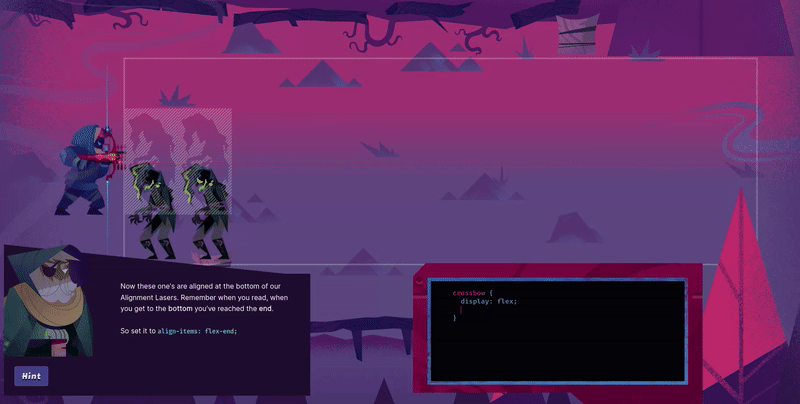 Now these one's are aligned at the bottom of our
Alignment Lasers. Remember when you read, when
you get to the bottom you've reached the end.
So set it to align-items: flex-end;
Hint
crossbow {
display: flex;
}